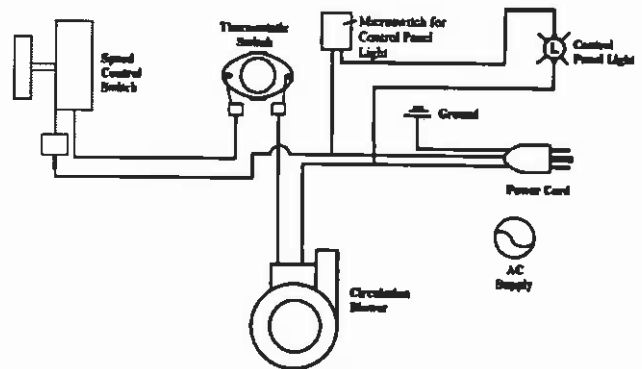 Speed
Control
Switch
Thermostatic
Switch
Microswitch for
Control Panel
Light
L
Control
Panel Light
Ground
Power Cord
AC
Supply
Circulation
Blower